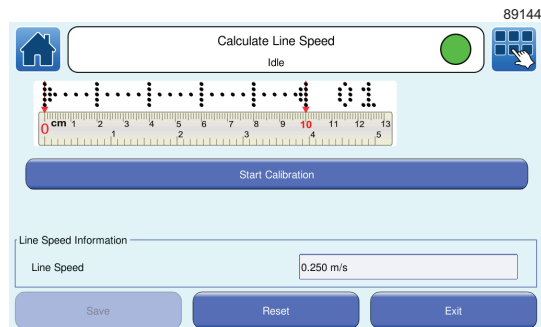 89144
Calculate Line Speed
Idle
01
0 cm 1 2 3 4 5 6 7 8 9 10 11 12 13
1 2 3 4 5
Start Calibration
Line Speed Information
Line Speed 0.250 m/s
Save Reset Exit